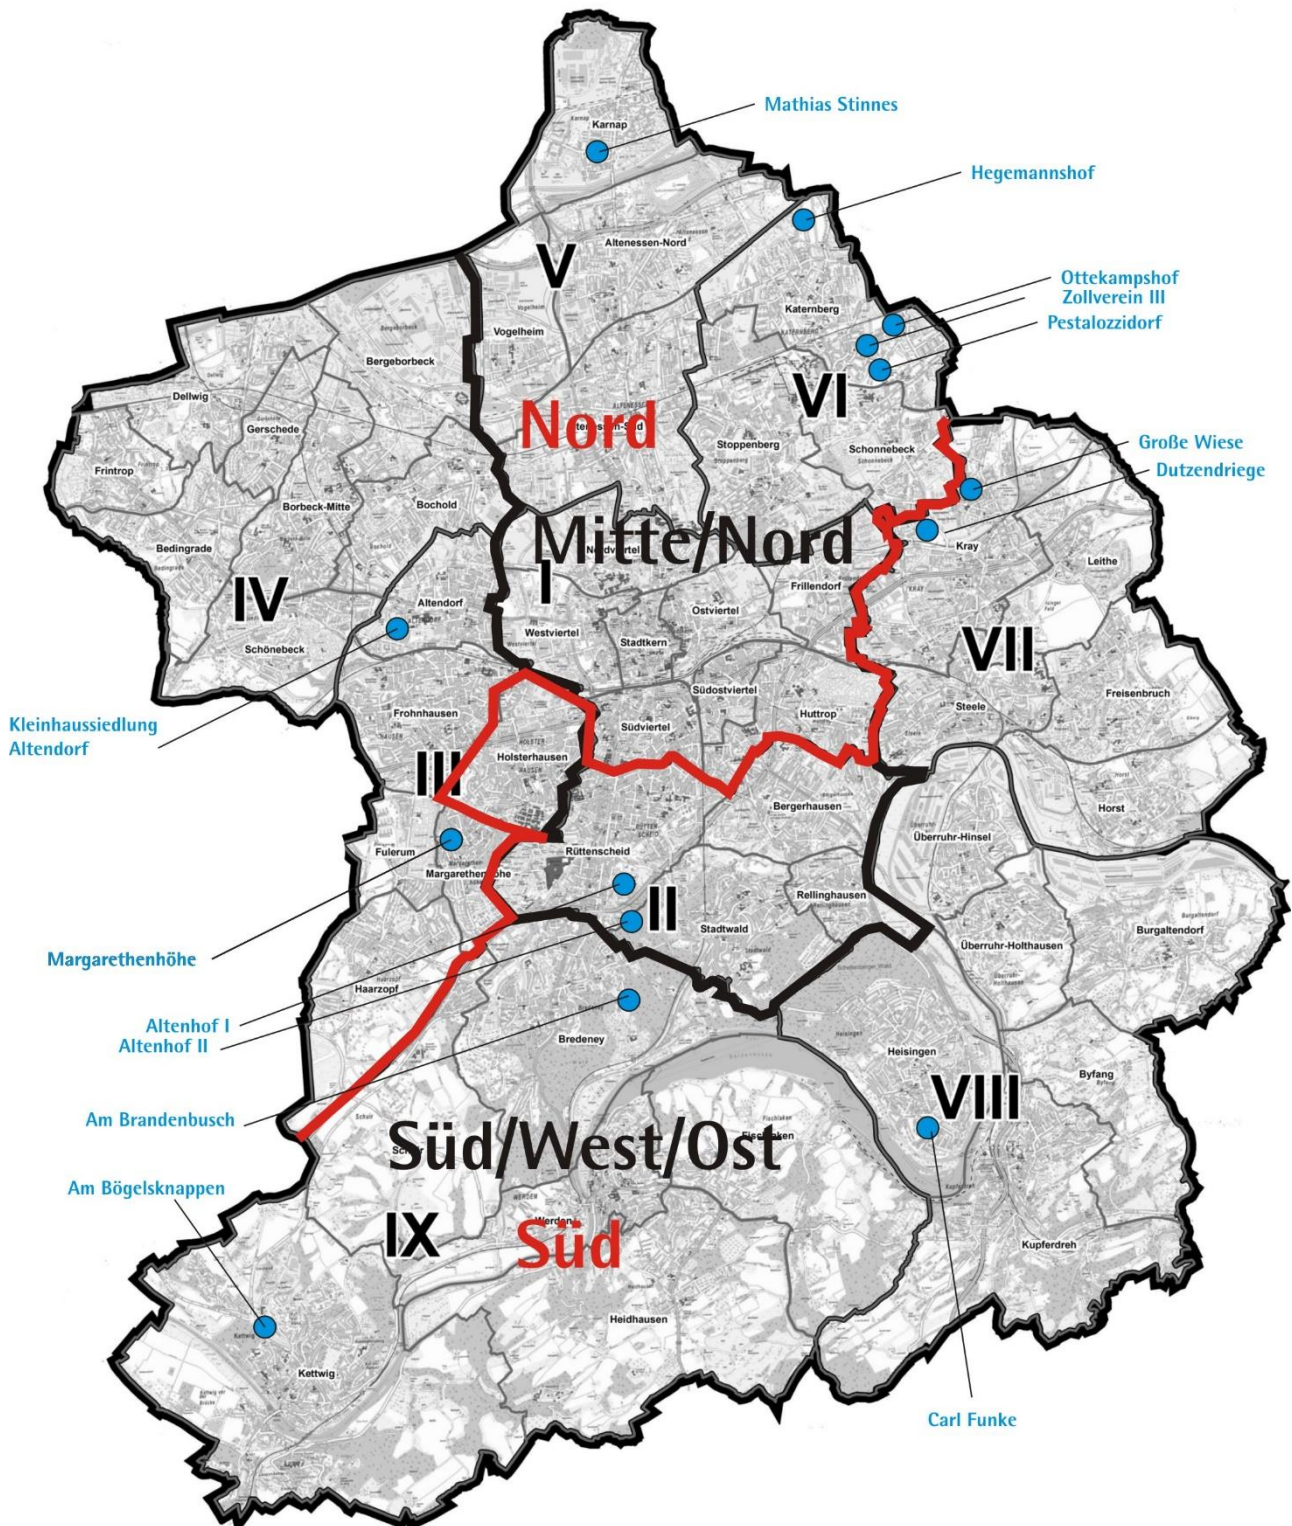 Mathias Stinnes
Karnap
Hegemannshof
Altenessen-Nord
V
Ottekampshof
Zollverein III
Pestalozzidorf
Katernberg
Vogelheim
Bergeborbeck
VI
Dellwig
Nord
Gerschede
Stoppenberg
Schonnebeck
Große Wiese
Dutzendriege
Frintrop
Borbeck-Mitte
Bochold
Mitte/Nord
Nordviertel
Kray
Bedingrade
Leithe
IV
I
Altendorf
Ostviertel
Frillendorf
Westviertel
Stadtkern
Schönebeck
VII
Südostviertel
Freisenbruch
Kleinhaussiedlung
Altendorf
Frohnhausen
Südviertel
Huttrop
Steele
Holsterhausen
III
Bergerhausen
Horst
Überruhr-Hinsel
Fulerum
Rüttenscheid
Margarethenhöhe
Rellinghausen
II
Stadtwald
Burgaltendorf
Überruhr-Holthausen
Margarethenhöhe
Haarzopf
Altenhof I
Altenhof II
Bredeney
Heisingen
Byfang
VIII
Am Brandenbusch
Süd/West/Ost
Fischlaken
Am Bögelsknappen
IX
Werden
Süd
Kupferdreh
Heidhausen
Kettwig
Carl Funke